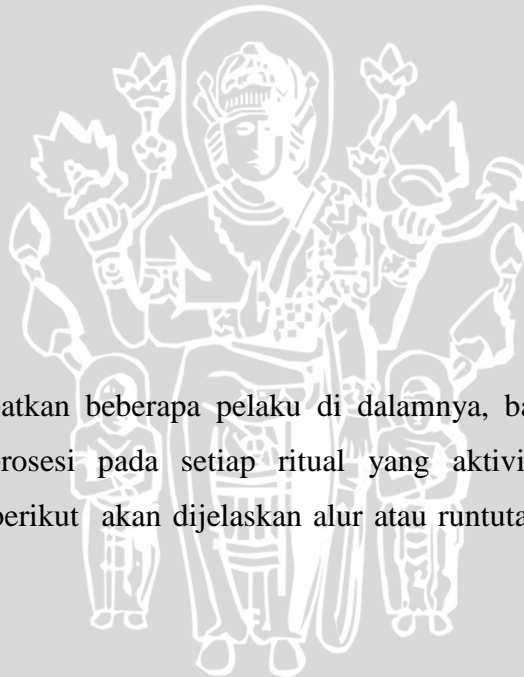 atkan beberapa pelaku di dalamnya, ba
rosesi pada setiap ritual yang aktivi
berikut akan dijelaskan alur atau runtuta